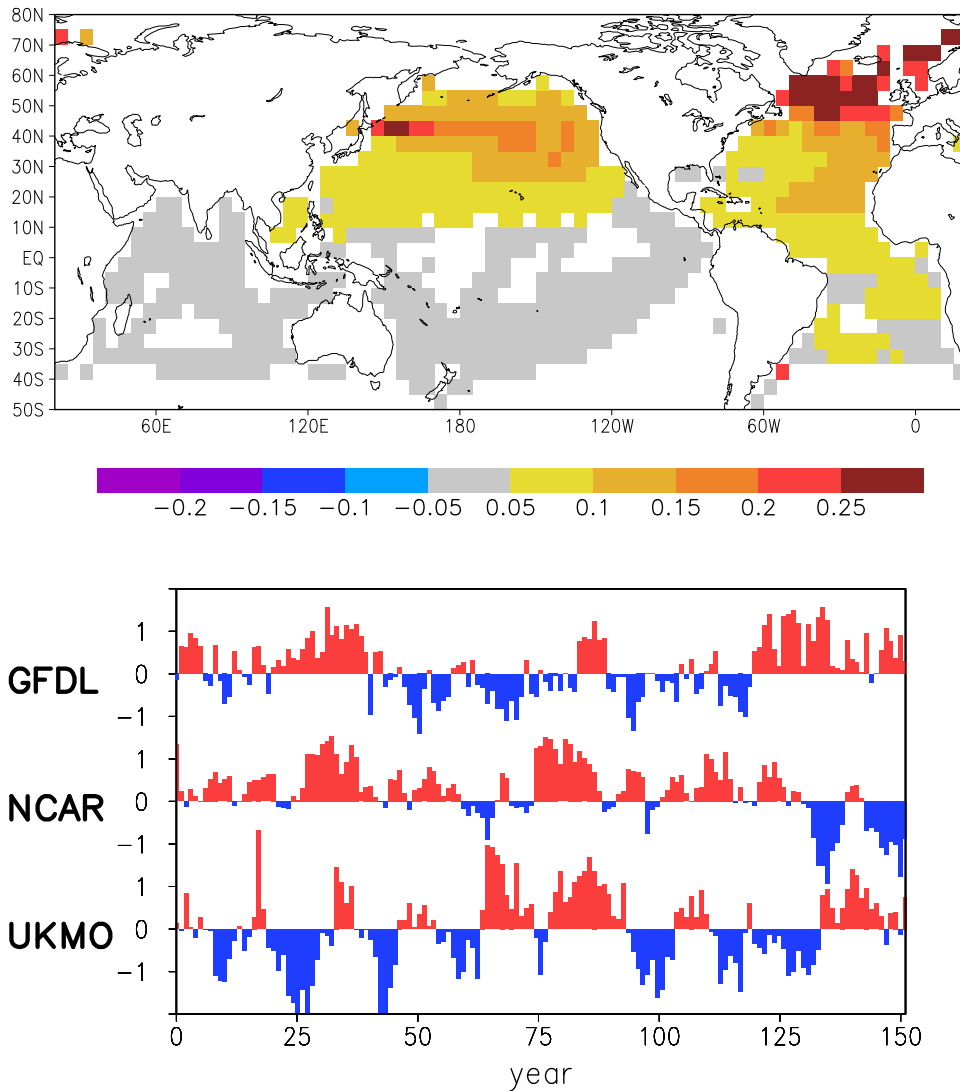 80N
70N
60N
50N
40N
30N
20N
10N
EQ
10S
20S
30S
40S
50S
60E 120E 180 120W 60W 0
-0.2 -0.15 -0.1 -0.05 0.05 0.1 0.15 0.2 0.25
1
0
GFDL
-1
1
0
NCAR
-1
1
0
UKMO
-1
0 25 50 75 100 125 150
year